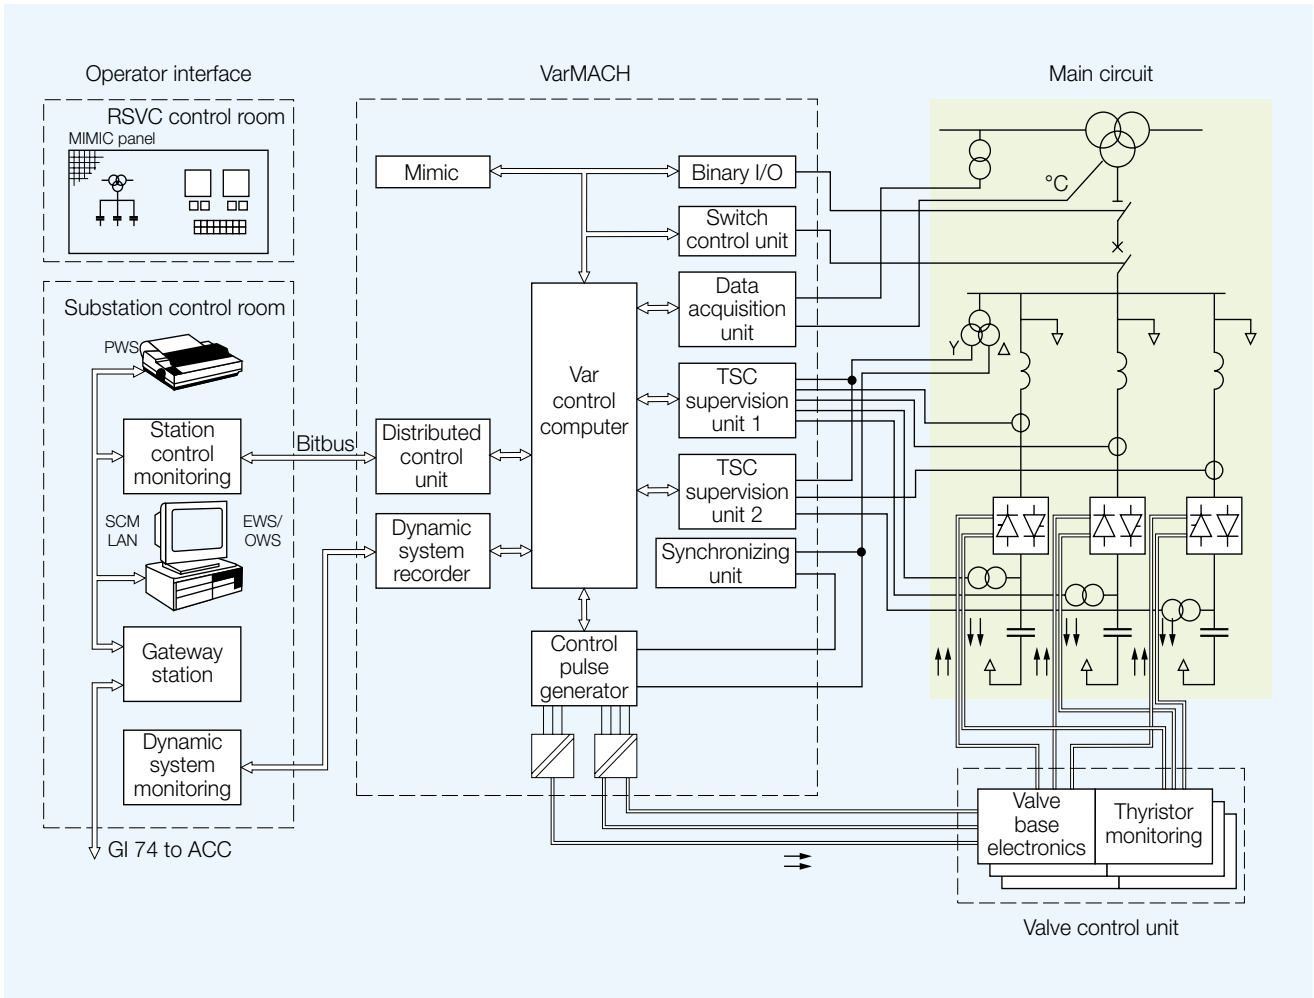 Operator interface
VarMACH
Main circuit
RSVC control room
MIMIC panel
Mimic
Binary I/O
°C
Switch
control unit
Substation control room
Data
acquisition
unit
PWS
Y
Δ
Var
control
computer
TSC
supervision
unit 1
Station
control
monitoring
Bitbus
Distributed
control
unit
TSC
supervision
unit 2
SCM
LAN
EWS/
OWS
Dynamic
system
recorder
Synchronizing
unit
Gateway
station
Control
pulse
generator
Dynamic
system
monitoring
GI 74 to ACC
Valve
base
electronics
Thyristor
monitoring
Valve control unit